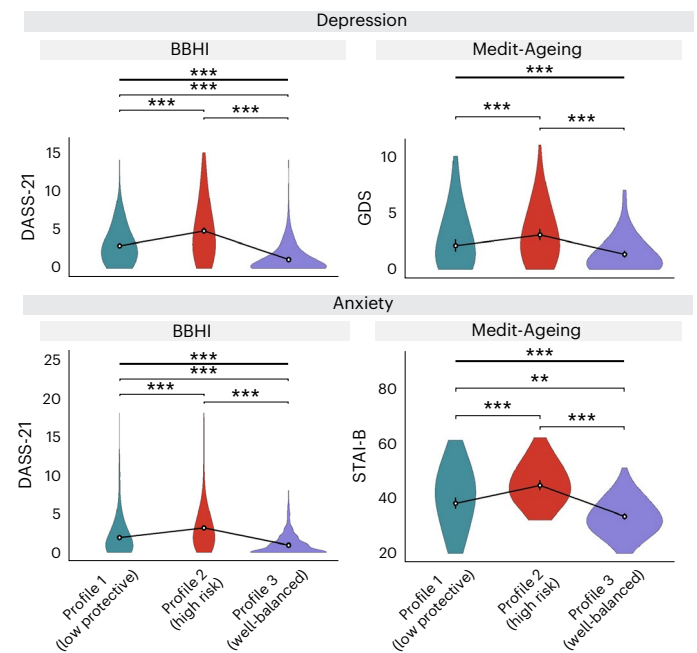 Depression
BBHI
Medit-Ageing
***
***
***
***
***
***
***
DASS-21
15
10
5
0
GDS
10
5
0
Anxiety
BBHI
Medit-Ageing
***
***
***
***
***
**
***
***
DASS-21
25
20
15
10
5
0
STAI-B
80
60
40
20
Profile 1
(low protective)
Profile 2
(high risk)
Profile 3
(well-balanced)
Profile 1
(low protective)
Profile 2
(high risk)
Profile 3
(well-balanced)